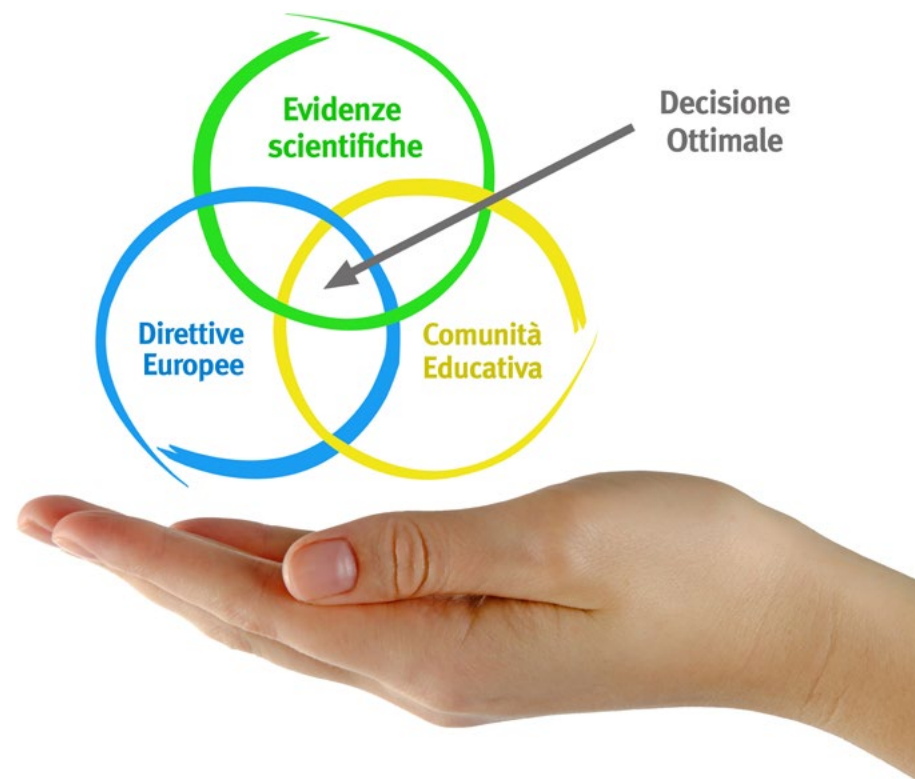 Evidenze
scientifiche
Decisione
Ottimale
Direttive
Europee
Comunità
Educativa